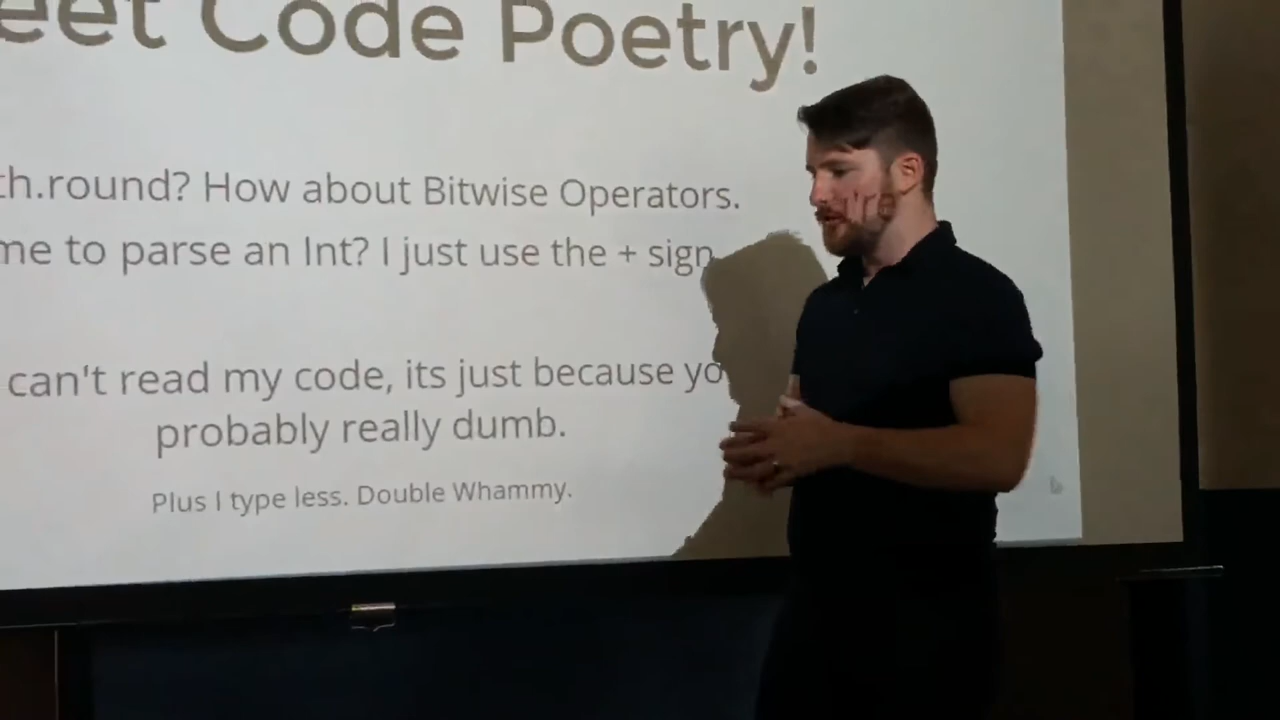 eet Code Poetry!
th.round? How about Bitwise Operators.
me to parse an Int? I just use the + sign
can't read my code, its just because yo
're
probably really dumb.
Plus I type less. Double Whammy.